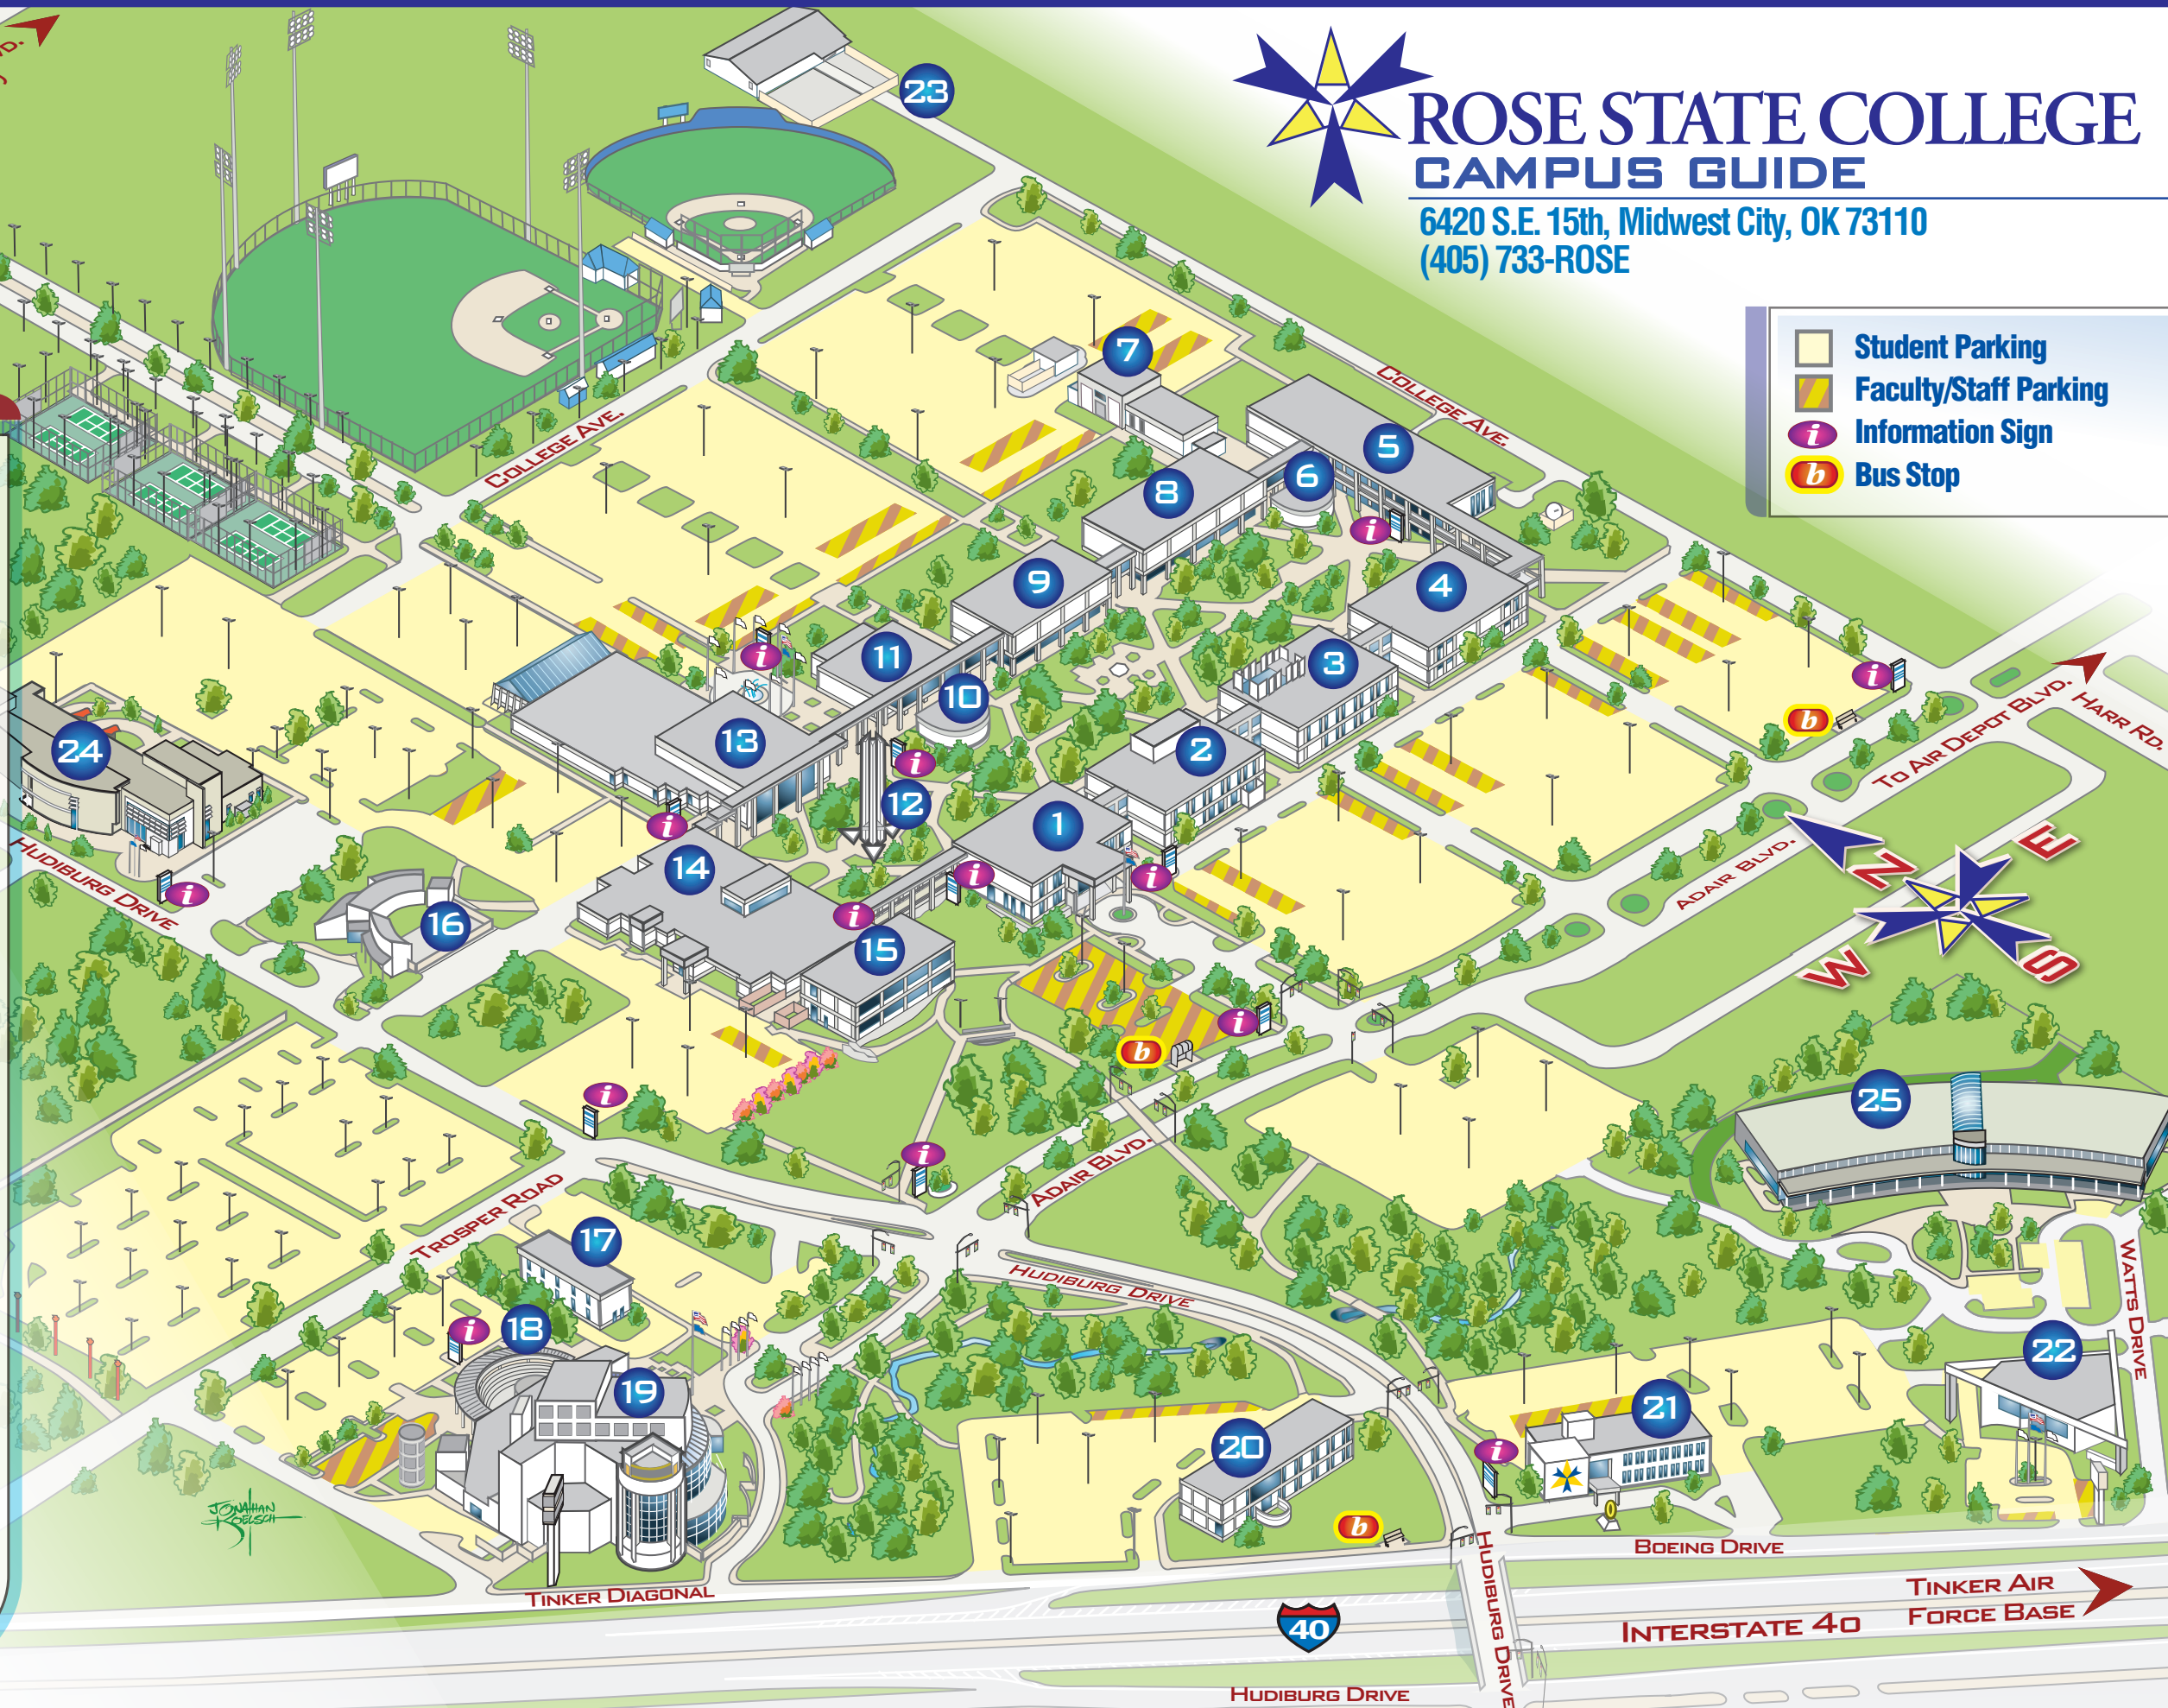 ROSE STATE COLLEGE
CAMPUS GUIDE
6420 S.E. 15th, Midwest City, OK 73110
(405) 733-ROSE
Student Parking
Faculty/Staff Parking
i Information Sign
b Bus Stop
23
7
COLLEGE AVE.
5
COLLEGE AVE.
6
8
i
9
4
11
i
3
i
10
b
TO AIR DEPOT BLVD.
HARR RD.
13
2
24
i
12
1
i
ADAIR BLVD.
N
E
W
S
14
i
i
HUDIBURG DRIVE
i
i
16
15
i
b
25
i
i
ADAIR BLVD.
TROSPER ROAD
17
HUDIBURG DRIVE
WATTS DRIVE
18
i
19
22
21
20
i
b
JONATHAN
ROELSCH
BOEING DRIVE
HUDIBURG DRIVE
TINKER DIAGONAL
TINKER AIR
FORCE BASE
40
INTERSTATE 40
HUDIBURG DRIVE